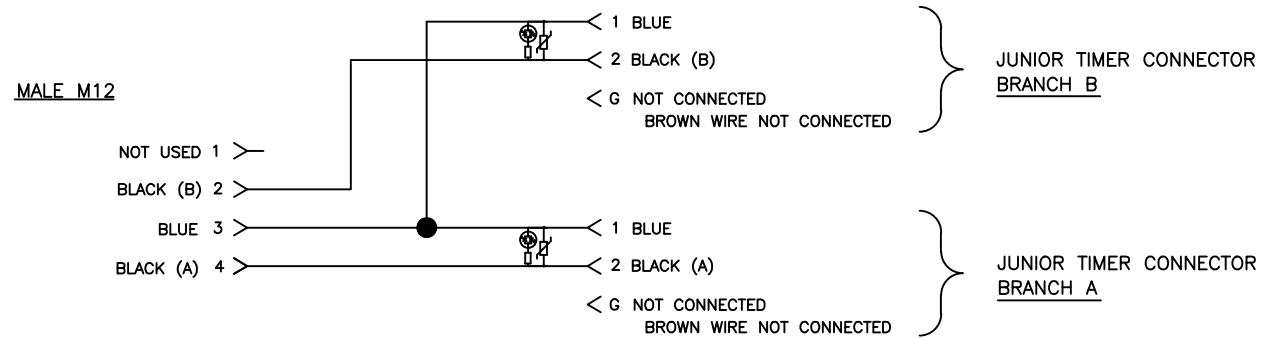 MALE M12
NOT USED 1
BLACK (B) 2
BLUE 3
BLACK (A) 4
1 BLUE
2 BLACK (B)
G NOT CONNECTED
BROWN WIRE NOT CONNECTED
JUNIOR TIMER CONNECTOR
BRANCH B
1 BLUE
2 BLACK (A)
G NOT CONNECTED
BROWN WIRE NOT CONNECTED
JUNIOR TIMER CONNECTOR
BRANCH A